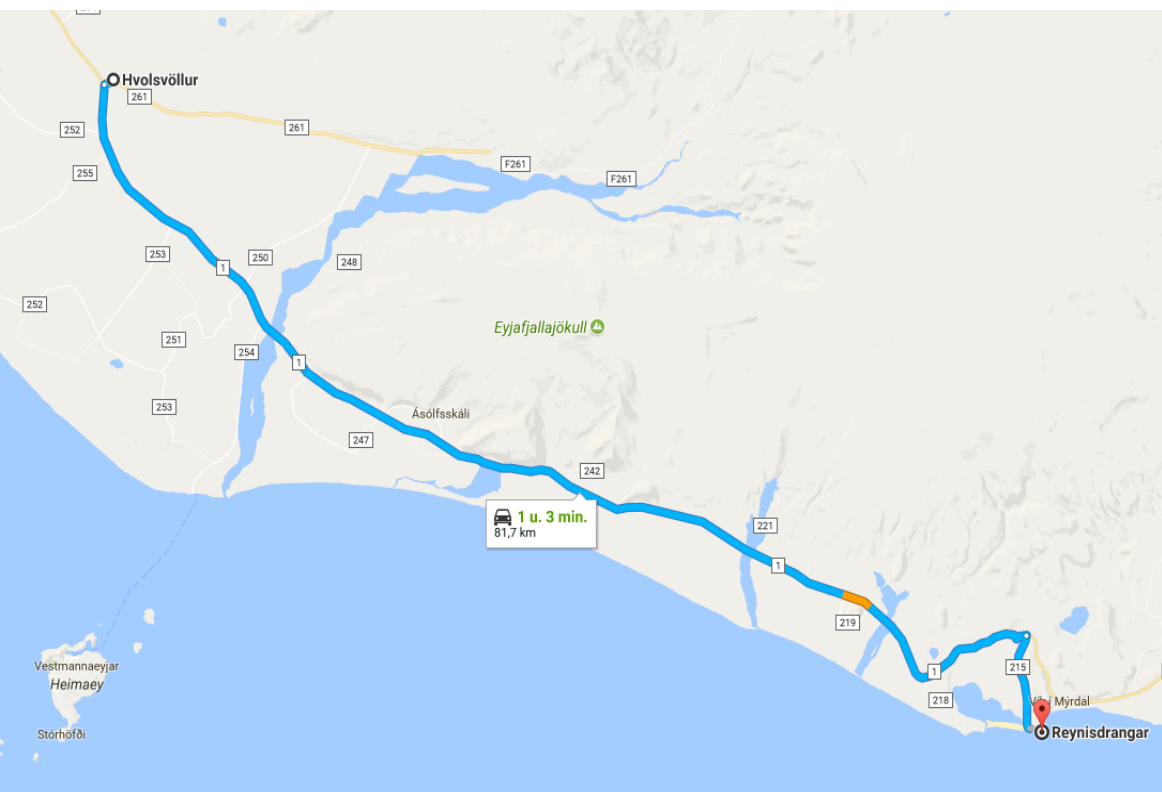 Hvolsvöllur
261
261
252
F261
255
F261
253
250
248
1
252
Eyjafjallajökull
251
254
1
253
Ásólfsskáli
247
242
1 u. 3 min.
81,7 km
221
1
219
Vestmannaeyjar
Heimaey
215
1
218
Mýrdal
Stórhöfði
Reynisdrangar